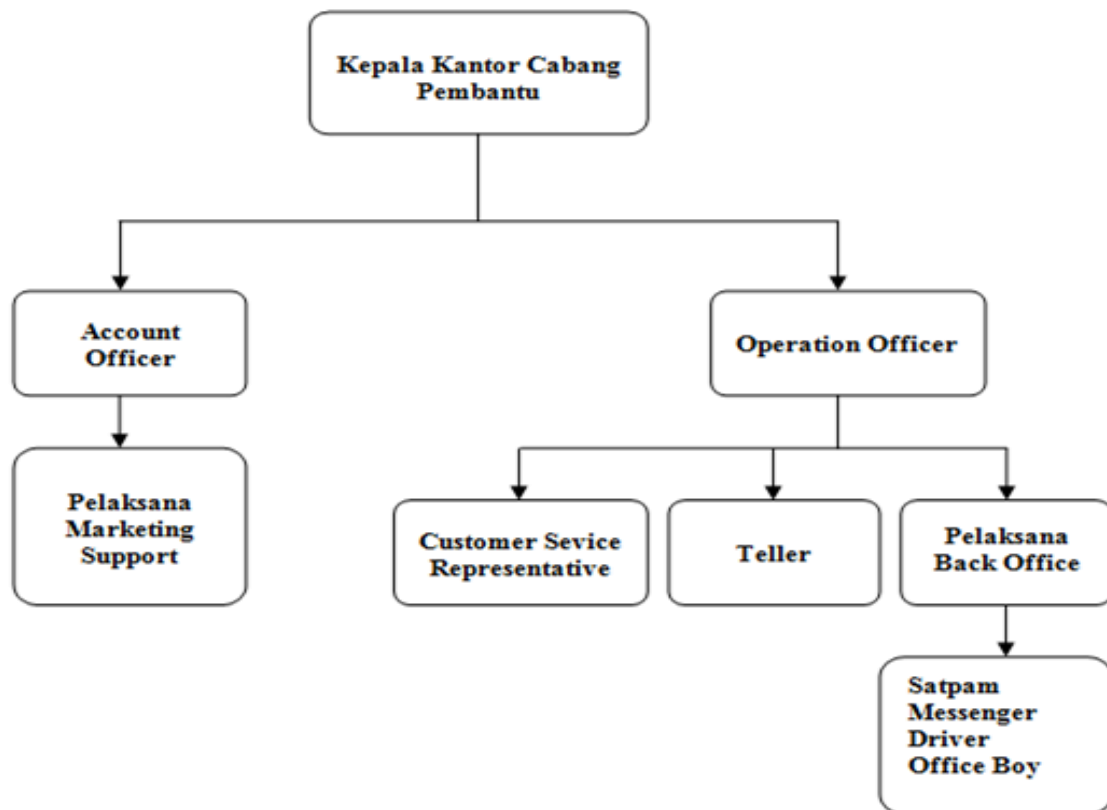 Kepala Kantor Cabang
Pembantu
Account
Officer
Operation Officer
Pelaksana
Marketing
Support
Customer Sevice
Representative
Teller
Pelaksana
Back Office
Satpam
Messenger
Driver
Office Boy